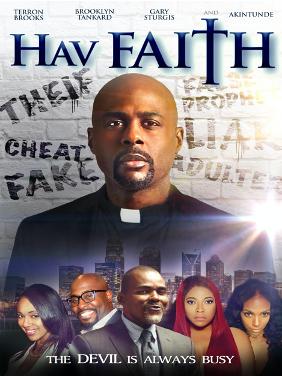 TERRON BROOKS BROOKLYN TANKARD GARY STURGIS AND AKINTUNDE
HAV FAITH
THEIF
FALSE PROPHET
CHEAT
LIAR
FAKE
ADULTER
THE DEVIL IS ALWAYS BUSY